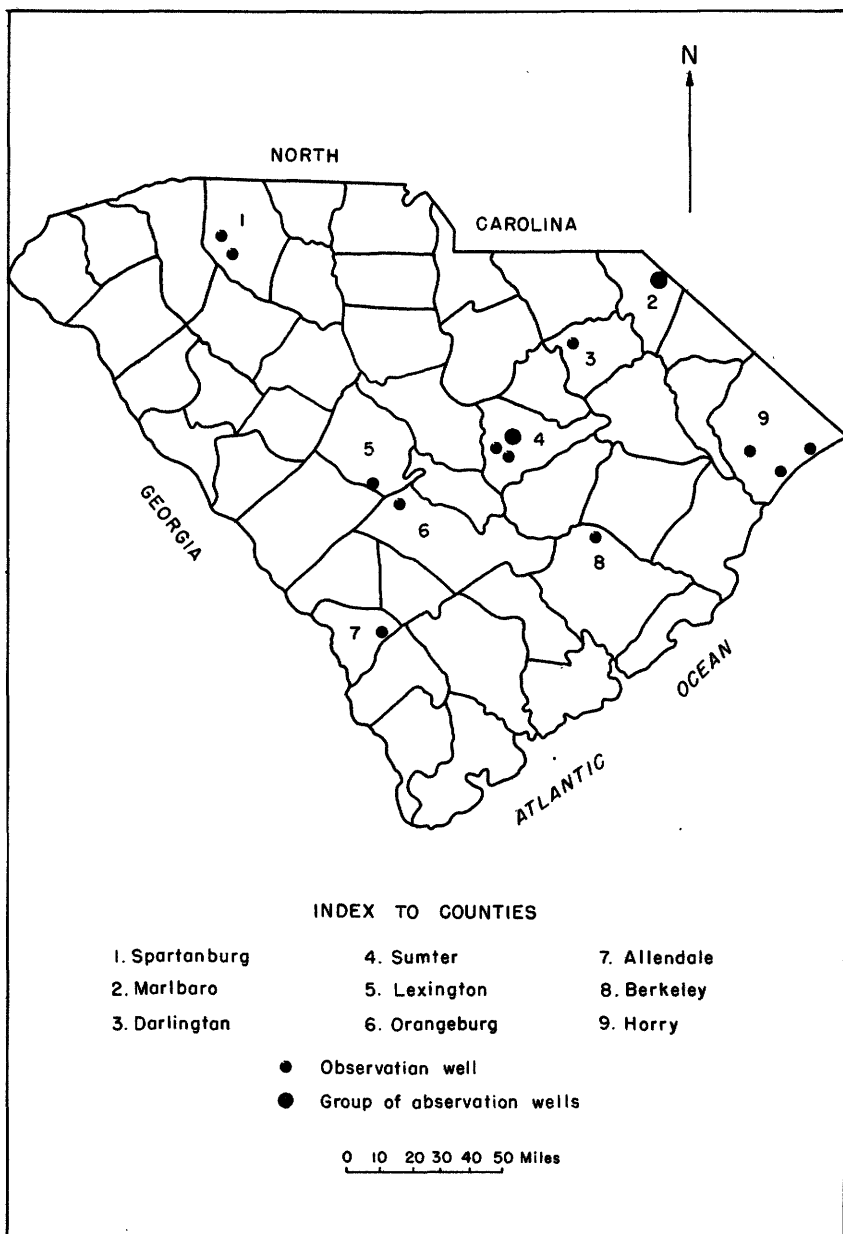 N
NORTH
CAROLINA
1
2
3
4
5
6
7
8
9
GEORGIA
OCEAN
ATLANTIC
INDEX TO COUNTIES
1. Spartanburg 4. Sumter 7. Allendale
2. Marlbaro 5. Lexington 8. Berkeley
3. Darlingtan 6. Orangeburg 9. Horry
Observation well
Group of observation wells
0 10 20 30 40 50 Miles